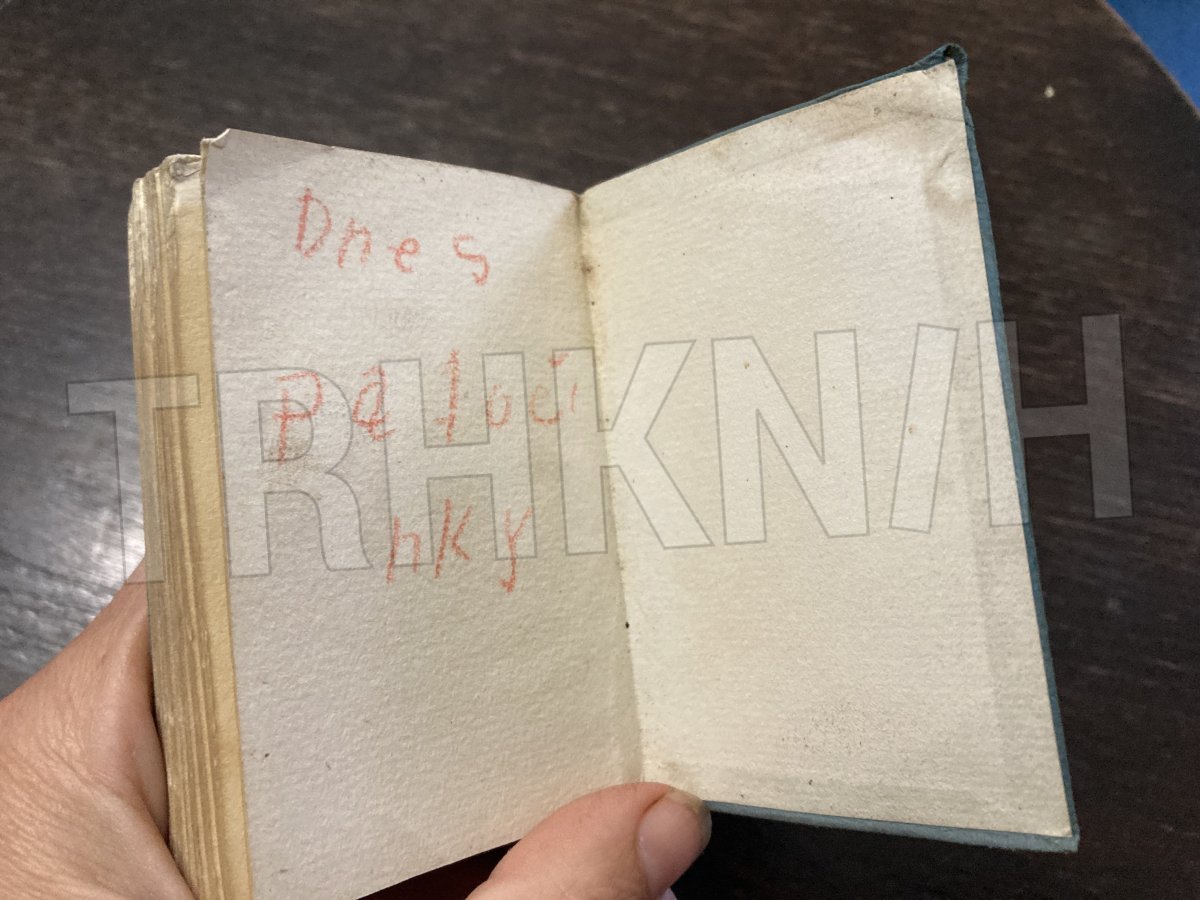 Dnes
Palači
nky
TRHKNIH